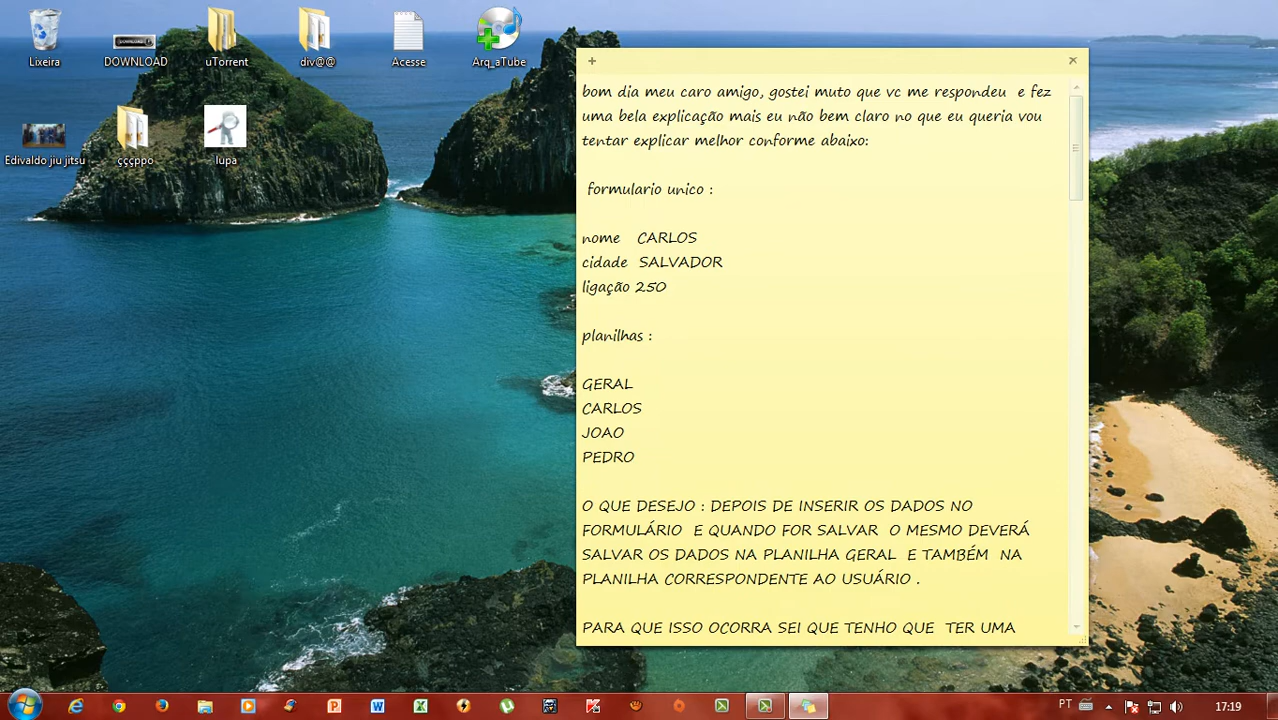 Lixeira
DOWNLOAD
uTorrent
div@@
Acesse
Arq_aTube
Edivaldo jiu jitsu
çççppo
lupa
bom dia meu caro amigo, gostei muto que vc me respondeu e fez
uma bela explicação mais eu não bem claro no que eu queria vou
tentar explicar melhor conforme abaixo:
formulario unico :
nome CARLOS
cidade SALVADOR
ligação 250
planilhas :
GERAL
CARLOS
JOAO
PEDRO
O QUE DESEJO : DEPOIS DE INSERIR OS DADOS NO
FORMULÁRIO E QUANDO FOR SALVAR O MESMO DEVERÁ
SALVAR OS DADOS NA PLANILHA GERAL E TAMBÉM NA
PLANILHA CORRESPONDENTE AO USUÁRIO .
PARA QUE ISSO OCORRA SEI QUE TENHO QUE TER UMA
PT
17:19